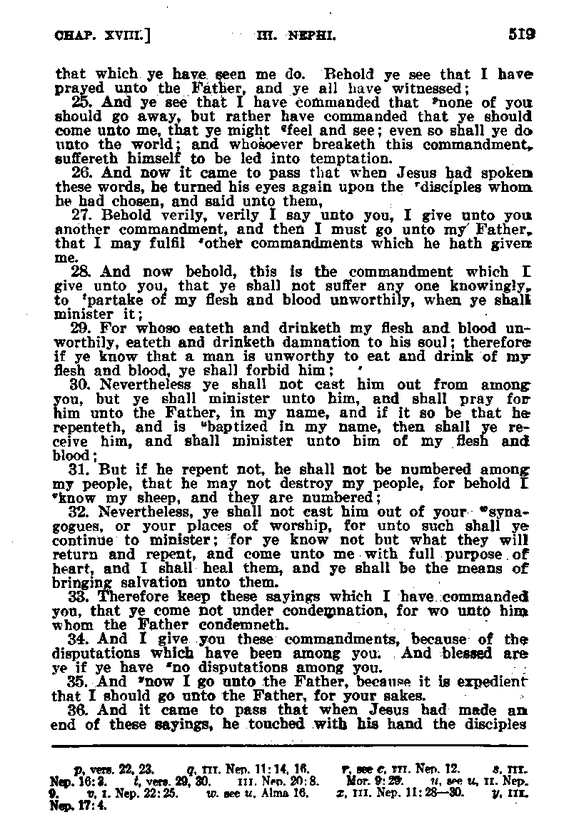 CHAP. XVIII.] III. NEPHI. 519
that which ye have seen me do. Behold ye see that I have
prayed unto the Father, and ye all have witnessed;
25. And ye see that I have commanded that ᵖnone of you
should go away, but rather have commanded that ye should
come unto me, that ye might ᑫfeel and see; even so shall ye do
unto the world; and whosoever breaketh this commandment,
suffereth himself to be led into temptation.
26. And now it came to pass that when Jesus had spoken
these words, he turned his eyes again upon the ʳdisciples whom
he had chosen, and said unto them,
27. Behold verily, verily I say unto you, I give unto you
another commandment, and then I must go unto my Father,
that I may fulfil ˢother commandments which he hath given
me.
28. And now behold, this is the commandment which I
give unto you, that ye shall not suffer any one knowingly,
to ᵗpartake of my flesh and blood unworthily, when ye shall
minister it;
29. For whoso eateth and drinketh my flesh and blood un-
worthily, eateth and drinketh damnation to his soul; therefore
if ye know that a man is unworthy to eat and drink of my
flesh and blood, ye shall forbid him;
30. Nevertheless ye shall not cast him out from among
you, but ye shall minister unto him, and shall pray for
him unto the Father, in my name, and if it so be that he
repenteth, and is ᵘbaptized in my name, then shall ye re-
ceive him, and shall minister unto him of my flesh and
blood;
31. But if he repent not, he shall not be numbered among
my people, that he may not destroy my people, for behold I
ᵛknow my sheep, and they are numbered;
32. Nevertheless, ye shall not cast him out of your ʷsyna-
gogues, or your places of worship, for unto such shall ye
continue to minister; for ye know not but what they will
return and repent, and come unto me with full purpose of
heart, and I shall heal them, and ye shall be the means of
bringing salvation unto them.
33. Therefore keep these sayings which I have commanded
you, that ye come not under condemnation, for wo unto him
whom the Father condemneth.
34. And I give you these commandments, because of the
disputations which have been among you. And blessed are
ye if ye have ˣno disputations among you.
35. And ʸnow I go unto the Father, because it is expedient
that I should go unto the Father, for your sakes.
36. And it came to pass that when Jesus had made an
end of these sayings, he touched with his hand the disciples
p, vers. 22, 23. q, III. Nep. 11:14, 16. r, see c, III. Nep. 12. s, III.
Nep. 16:3. t, vers. 29, 30. III. Nep. 20:8. Mor. 9:29. u, see u, II. Nep.
9. v, I. Nep. 22:25. w. see u, Alma 16. x, III. Nep. 11:28—30. y, III.
Nep. 17:4.